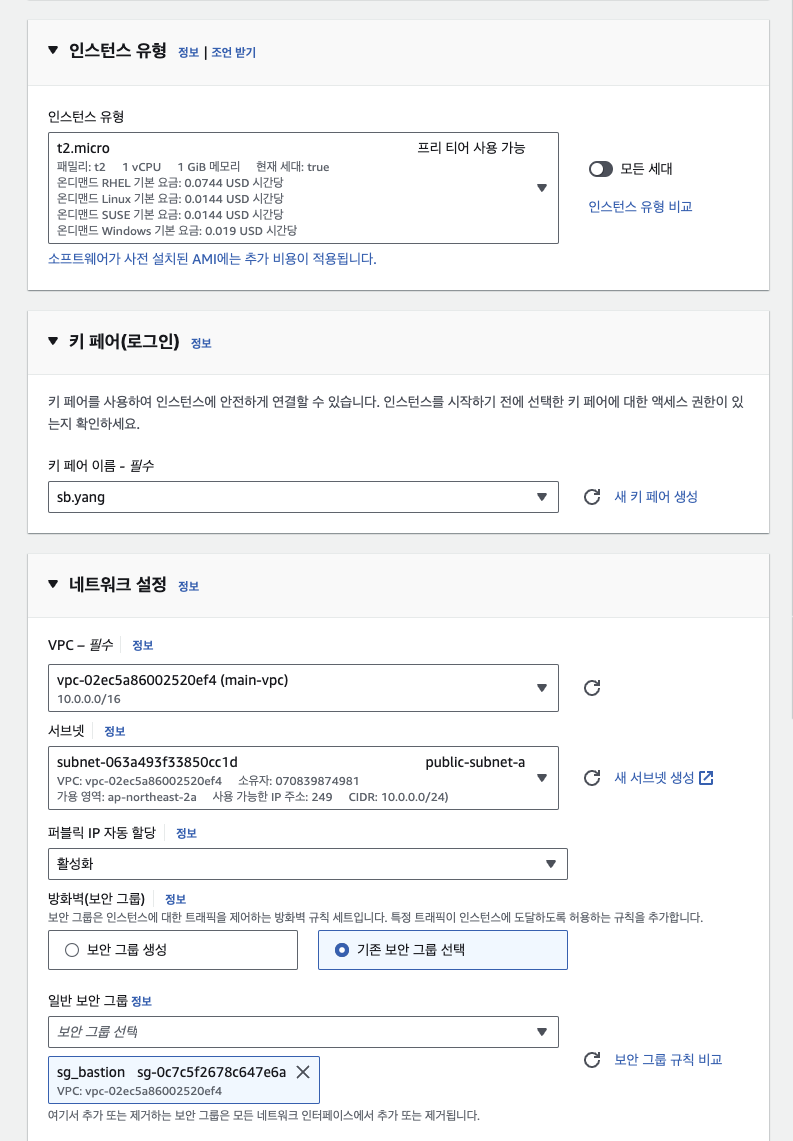 인스턴스 유형 정보 | 조언 받기
인스턴스 유형
t2.micro 프리 티어 사용 가능
패밀리: t2 1 vCPU 1 GiB 메모리 현재 세대: true
온디맨드 RHEL 기본 요금: 0.0744 USD 시간당
온디맨드 Linux 기본 요금: 0.0144 USD 시간당
온디맨드 SUSE 기본 요금: 0.0144 USD 시간당
온디맨드 Windows 기본 요금: 0.019 USD 시간당
모든 세대
인스턴스 유형 비교
소프트웨어가 사전 설치된 AMI에는 추가 비용이 적용됩니다.
키 페어(로그인) 정보
키 페어를 사용하여 인스턴스에 안전하게 연결할 수 있습니다. 인스턴스를 시작하기 전에 선택한 키 페어에 대한 액세스 권한이 있
는지 확인하세요.
키 페어 이름 - 필수
sb.yang
새 키 페어 생성
네트워크 설정 정보
VPC – 필수 정보
vpc-02ec5a86002520ef4 (main-vpc)
10.0.0.0/16
서브넷 정보
subnet-063a493f33850cc1d public-subnet-a
VPC: vpc-02ec5a86002520ef4 소유자: 070839874981
가용 영역: ap-northeast-2a 사용 가능한 IP 주소: 249 CIDR: 10.0.0.0/24)
새 서브넷 생성
퍼블릭 IP 자동 할당 정보
활성화
방화벽(보안 그룹) 정보
보안 그룹은 인스턴스에 대한 트래픽을 제어하는 방화벽 규칙 세트입니다. 특정 트래픽이 인스턴스에 도달하도록 허용하는 규칙을 추가합니다.
보안 그룹 생성
기존 보안 그룹 선택
일반 보안 그룹 정보
보안 그룹 선택
sg_bastion sg-0c7c5f2678c647e6a
VPC: vpc-02ec5a86002520ef4
보안 그룹 규칙 비교
여기서 추가 또는 제거하는 보안 그룹은 모든 네트워크 인터페이스에서 추가 또는 제거됩니다.